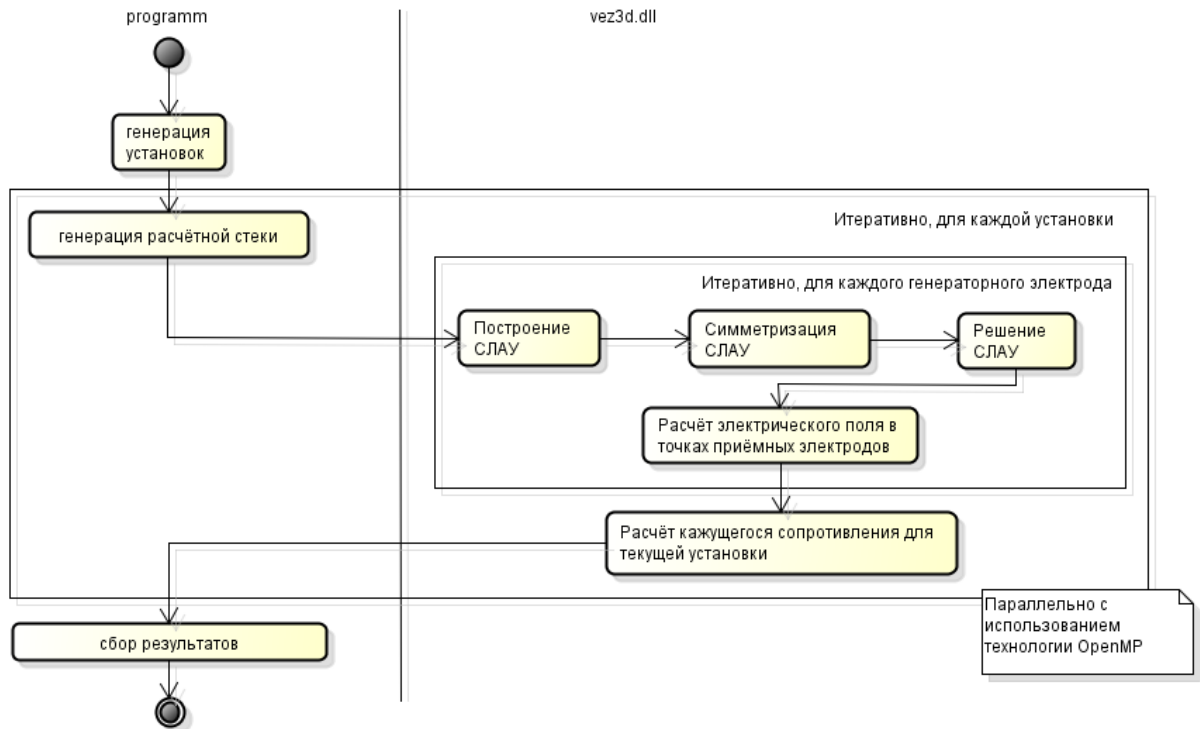 programm
vez3d.dll
генерация
установок
Итеративно, для каждой установки
генерация расчётной стеки
Итеративно, для каждого генераторного электрода
Построение
СЛАУ
Симметризация
СЛАУ
Решение
СЛАУ
Расчёт электрического поля в
точках приёмных электродов
Расчёт кажущегося сопротивления для
текущей установки
Параллельно с
использованием
технологии OpenMP
сбор результатов